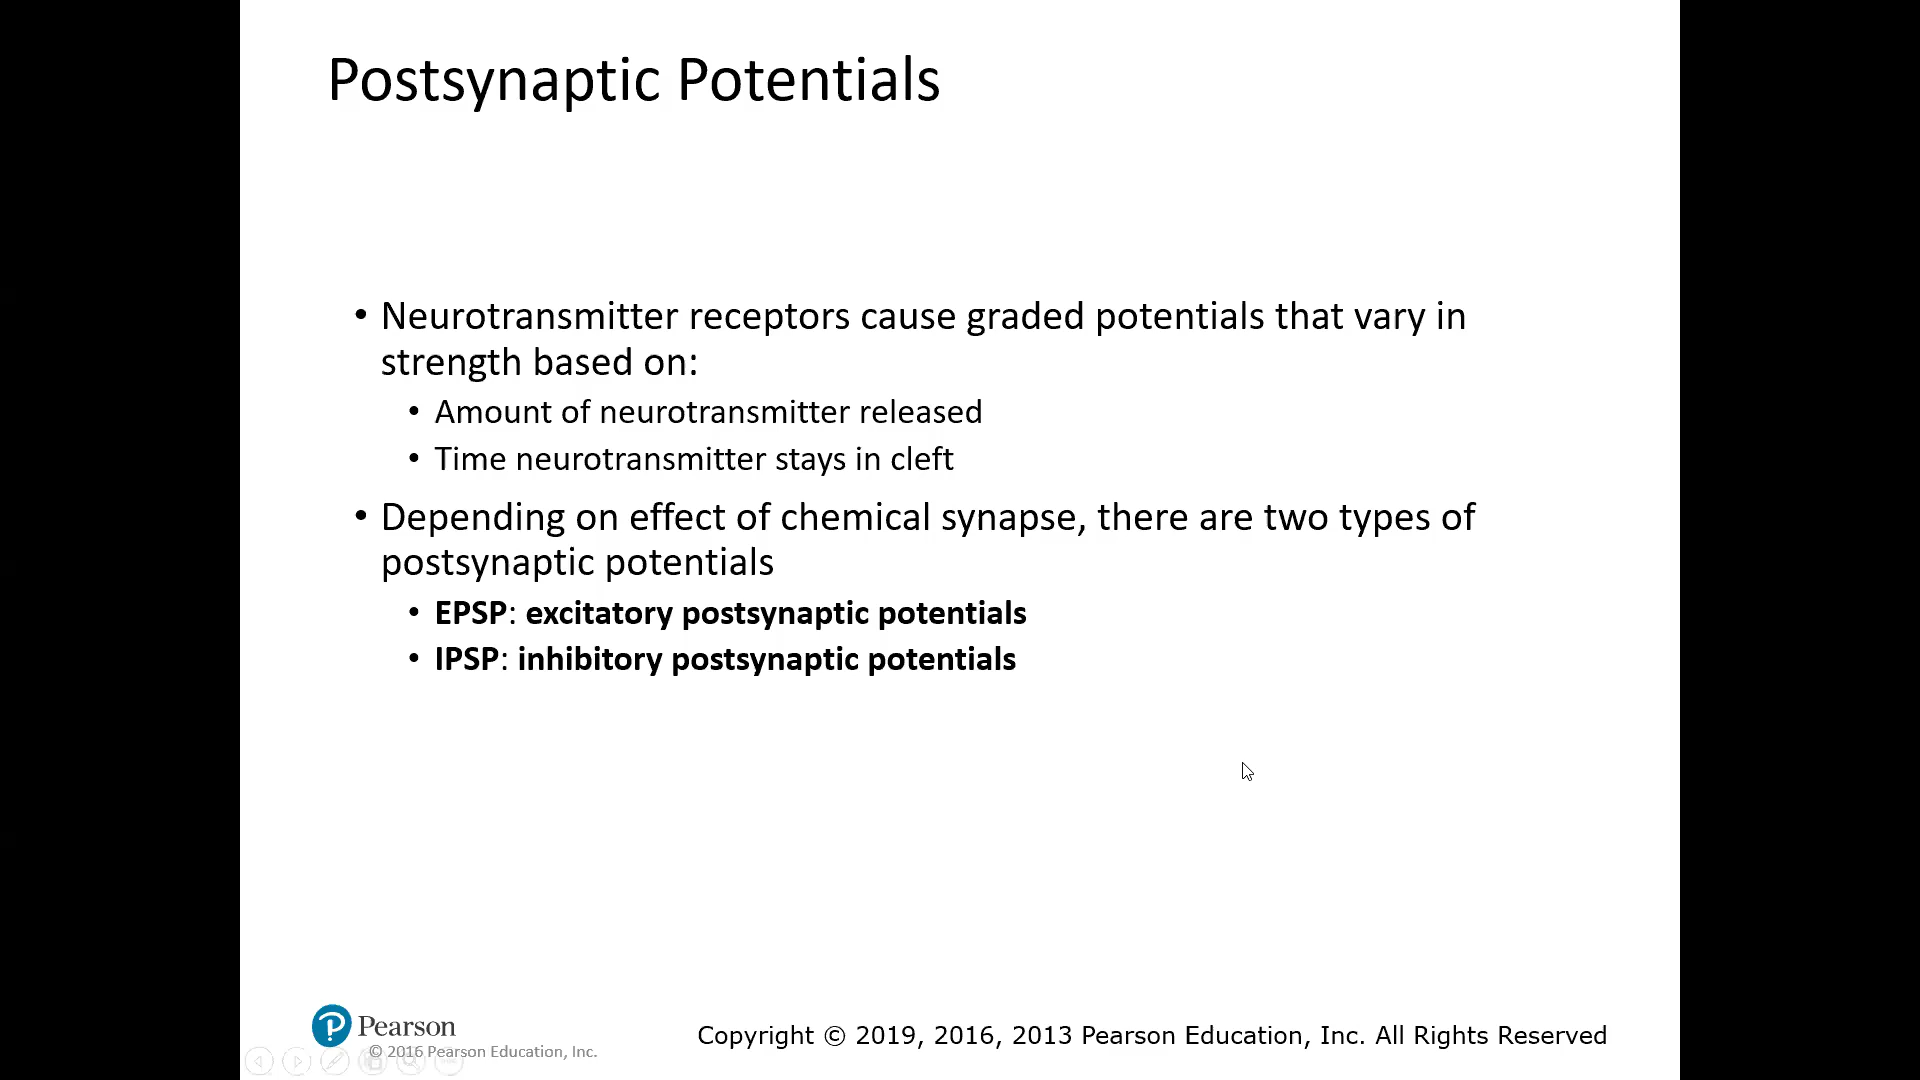 Postsynaptic Potentials
• Neurotransmitter receptors cause graded potentials that vary in
strength based on:
• Amount of neurotransmitter released
• Time neurotransmitter stays in cleft
• Depending on effect of chemical synapse, there are two types of
postsynaptic potentials
• EPSP: excitatory postsynaptic potentials
• IPSP: inhibitory postsynaptic potentials
Pearson
© 2016 Pearson Education, Inc.
Copyright © 2019, 2016, 2013 Pearson Education, Inc. All Rights Reserved